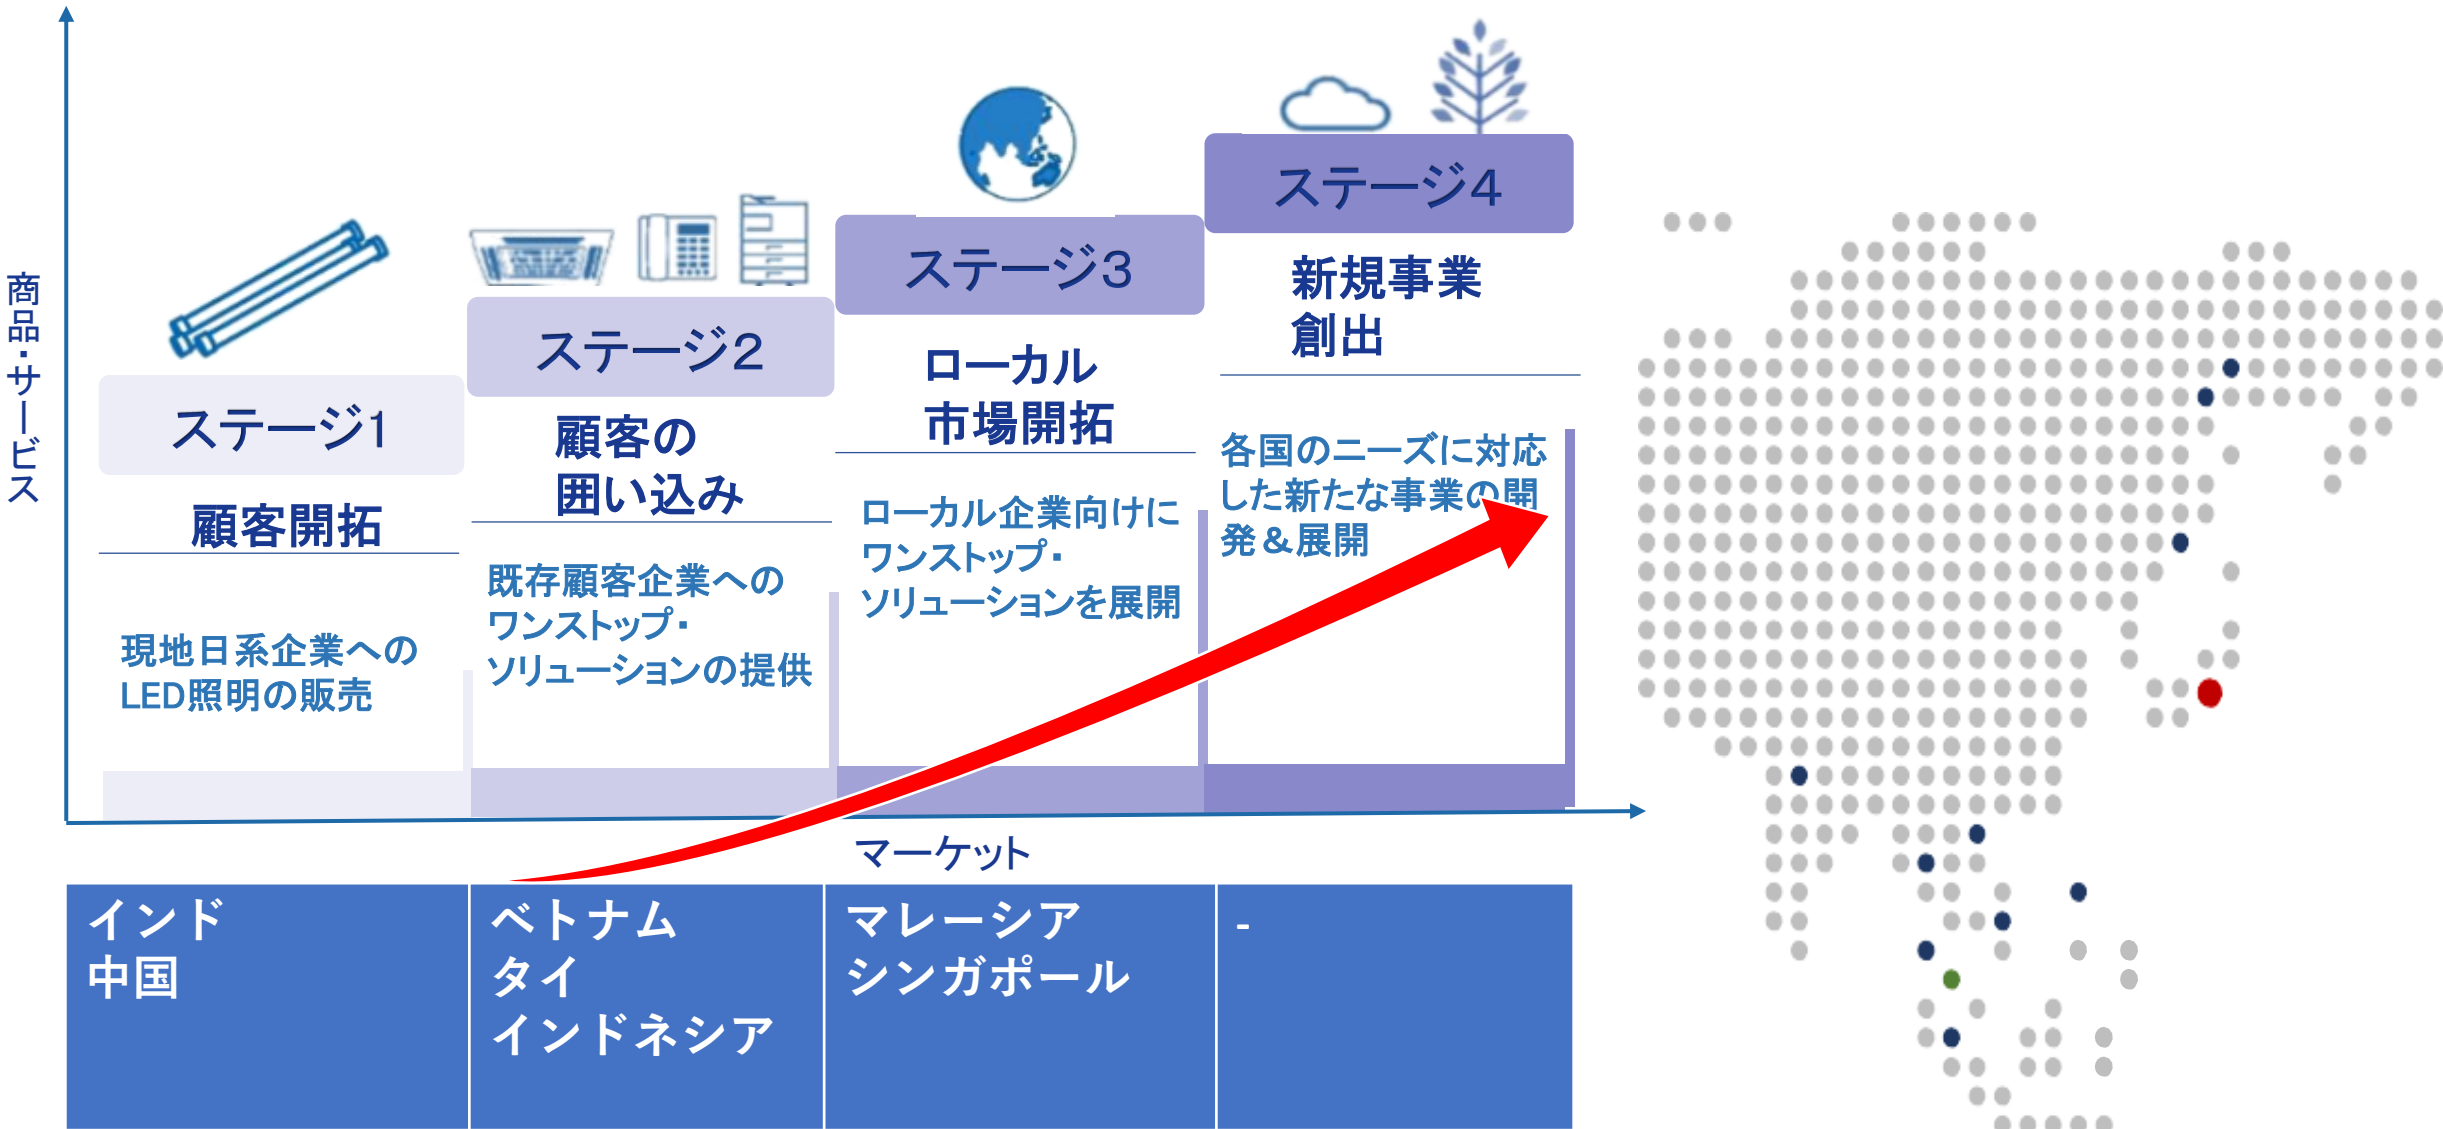 商品・サービス
ステージ1
顧客開拓
現地日系企業への
LED照明の販売
ステージ2
顧客の
囲い込み
既存顧客企業への
ワンストップ・
ソリューションの提供
ステージ3
ローカル
市場開拓
ローカル企業向けに
ワンストップ・
ソリューションを展開
ステージ4
新規事業
創出
各国のニーズに対応
した新たな事業の開
発＆展開
マーケット
インド
中国
ベトナム
タイ
インドネシア
マレーシア
シンガポール
-